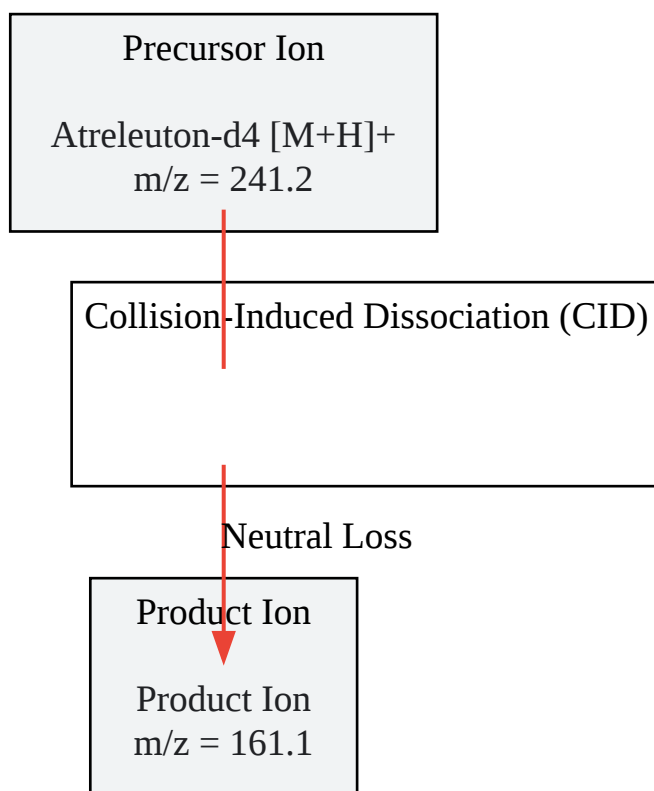 Precursor Ion
Atreleuton-d4 [M+H]+
m/z = 241.2
Collision-Induced Dissociation (CID)
Neutral Loss
Product Ion
Product Ion
m/z = 161.1